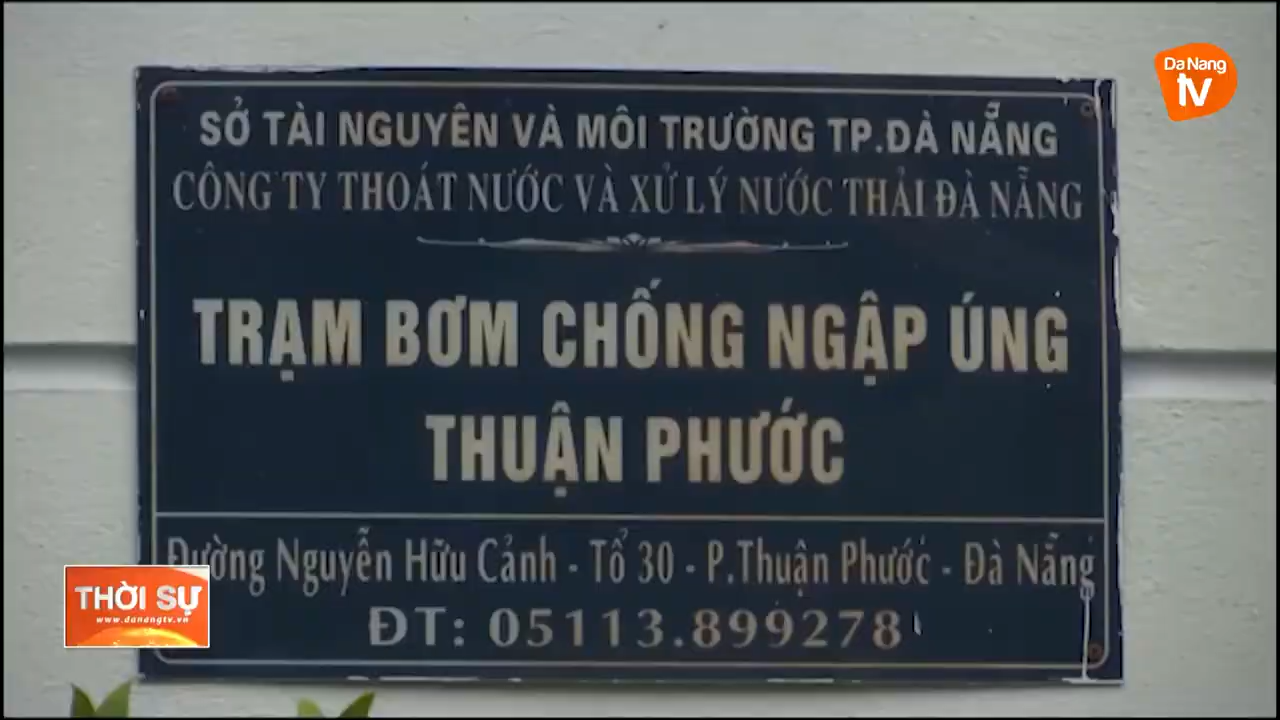 Da Nang
tv
SỞ TÀI NGUYÊN VÀ MÔI TRƯỜNG TP.ĐÀ NẴNG
CÔNG TY THOÁT NƯỚC VÀ XỬ LÝ NƯỚC THẢI ĐÀ NẴNG
TRẠM BƠM CHỐNG NGẬP ÚNG
THUẬN PHƯỚC
Đường Nguyễn Hữu Cảnh - Tổ 30 - P.Thuận Phước - Đà Nẵng
ĐT: 05113.899278
THỜI SỰ
www.danangtv.vn